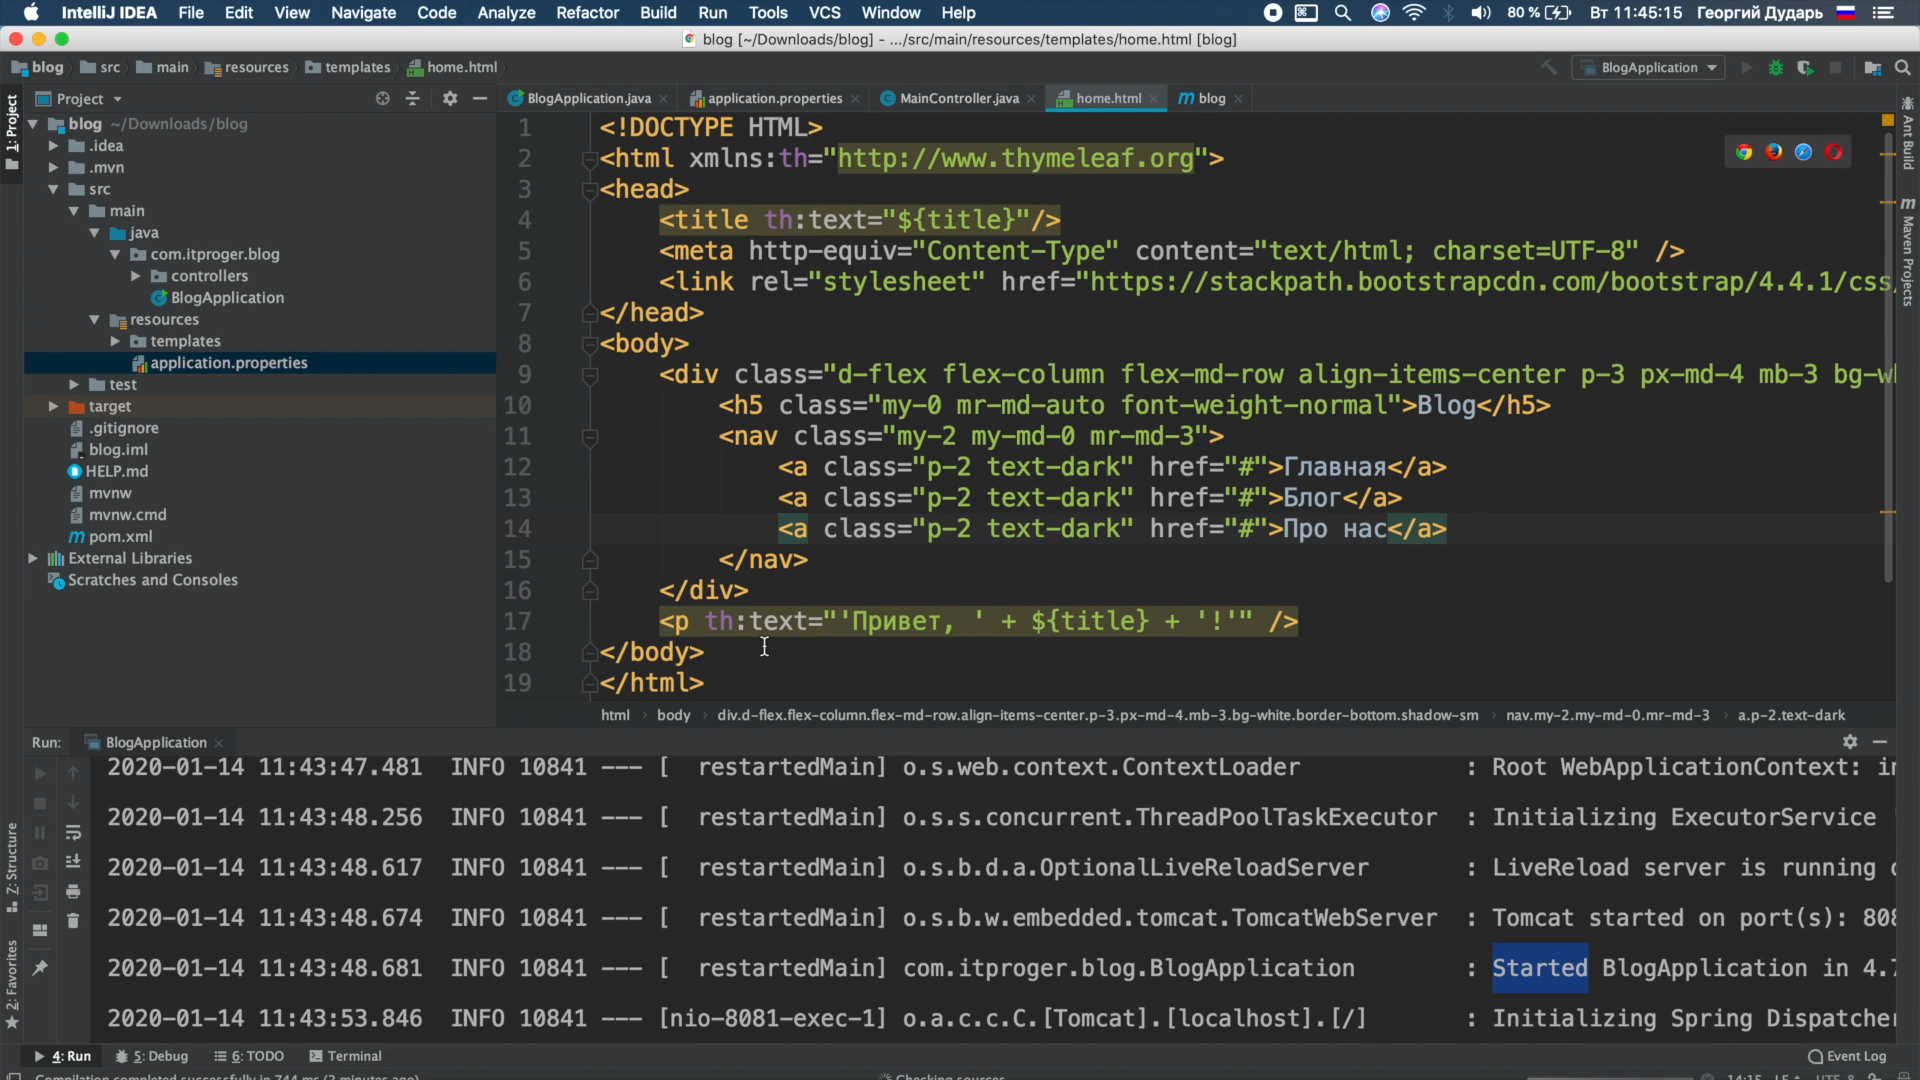 IntelliJ IDEA File Edit View Navigate Code Analyze Refactor Build Run Tools VCS Window Help 80 % Вт 11:45:15 Георгий Дударь
blog [~/Downloads/blog] - .../src/main/resources/templates/home.html [blog]
blog src main resources templates home.html BlogApplication
Project BlogApplication.java application.properties MainController.java home.html blog
1: Project
Ant Build
Maven Projects
blog ~/Downloads/blog
.idea
.mvn
src
main
java
com.itproger.blog
controllers
BlogApplication
resources
templates
application.properties
test
target
.gitignore
blog.iml
HELP.md
mvnw
mvnw.cmd
pom.xml
External Libraries
Scratches and Consoles
1 <!DOCTYPE HTML>
2 <html xmlns:th="http://www.thymeleaf.org">
3 <head>
4 <title th:text="${title}"/>
5 <meta http-equiv="Content-Type" content="text/html; charset=UTF-8" />
6 <link rel="stylesheet" href="https://stackpath.bootstrapcdn.com/bootstrap/4.4.1/css/
7 </head>
8 <body>
9 <div class="d-flex flex-column flex-md-row align-items-center p-3 px-md-4 mb-3 bg-w
10 <h5 class="my-0 mr-md-auto font-weight-normal">Blog</h5>
11 <nav class="my-2 my-md-0 mr-md-3">
12 <a class="p-2 text-dark" href="#">Главная</a>
13 <a class="p-2 text-dark" href="#">Блог</a>
14 <a class="p-2 text-dark" href="#">Про нас</a>
15 </nav>
16 </div>
17 <p th:text="'Привет, ' + ${title} + '!'" />
18 </body>
19 </html>
html body div.d-flex.flex-column.flex-md-row.align-items-center.p-3.px-md-4.mb-3.bg-white.border-bottom.shadow-sm nav.my-2.my-md-0.mr-md-3 a.p-2.text-dark
Run: BlogApplication
2020-01-14 11:43:47.481 INFO 10841 --- [ restartedMain] o.s.web.context.ContextLoader : Root WebApplicationContext: in
2020-01-14 11:43:48.256 INFO 10841 --- [ restartedMain] o.s.s.concurrent.ThreadPoolTaskExecutor : Initializing ExecutorService '
2020-01-14 11:43:48.617 INFO 10841 --- [ restartedMain] o.s.b.d.a.OptionalLiveReloadServer : LiveReload server is running o
2020-01-14 11:43:48.674 INFO 10841 --- [ restartedMain] o.s.b.w.embedded.tomcat.TomcatWebServer : Tomcat started on port(s): 808
2020-01-14 11:43:48.681 INFO 10841 --- [ restartedMain] com.itproger.blog.BlogApplication : Started BlogApplication in 4.7
2020-01-14 11:43:53.846 INFO 10841 --- [nio-8081-exec-1] o.a.c.c.C.[Tomcat].[localhost].[/] : Initializing Spring Dispatcher
Z: Structure
2: Favorites
4: Run 5: Debug 6: TODO Terminal Event Log
Compilation completed successfully in 744 ms (2 minutes ago) Checking sources... 14:15 LF UTF-8